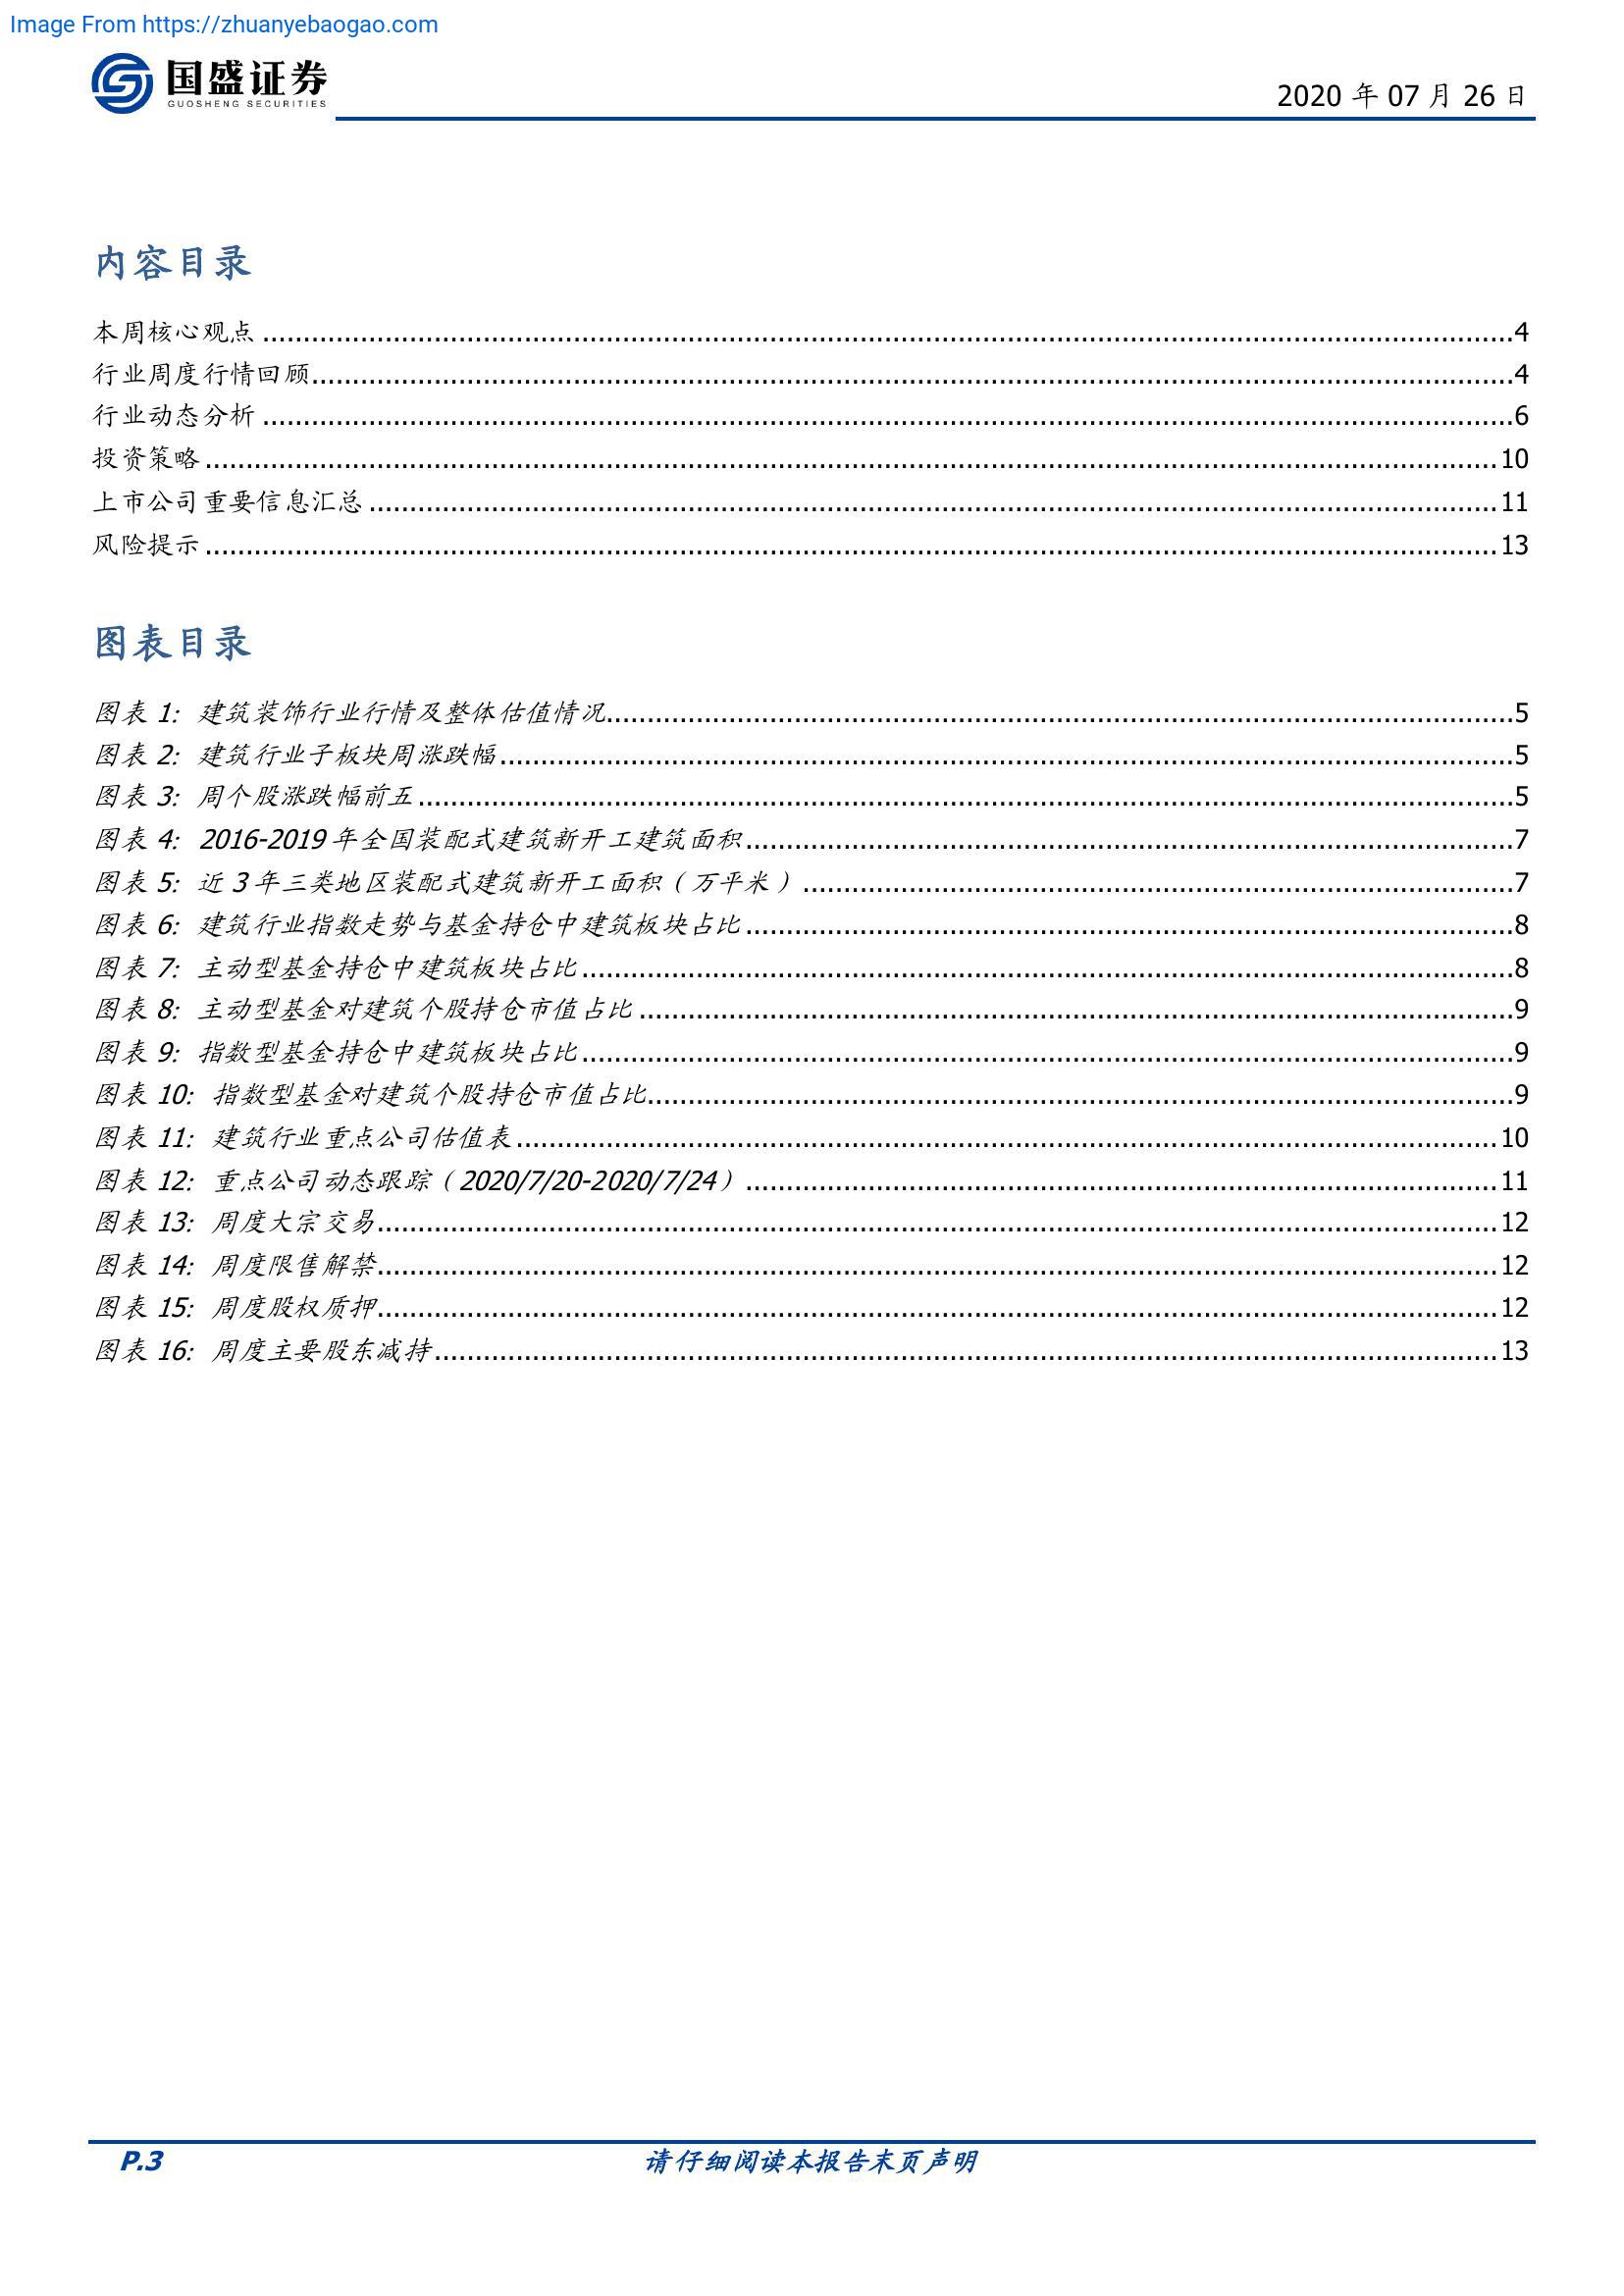 Image From https://zhuanyebaogao.com
国盛证券
GUOSHENG SECURITIES
2020 年 07 月 26 日
内容目录
本周核心观点 ........................................ 4
行业周度行情回顾........................................ 4
行业动态分析 ........................................ 6
投资策略 ........................................ 10
上市公司重要信息汇总 ........................................ 11
风险提示 ........................................ 13
图表目录
图表 1: 建筑装饰行业行情及整体估值情况........................................ 5
图表 2: 建筑行业子板块周涨跌幅 ........................................ 5
图表 3: 周个股涨跌幅前五 ........................................ 5
图表 4: 2016-2019 年全国装配式建筑新开工建筑面积 ........................................ 7
图表 5: 近 3 年三类地区装配式建筑新开工面积（万平米） ........................................ 7
图表 6: 建筑行业指数走势与基金持仓中建筑板块占比 ........................................ 8
图表 7: 主动型基金持仓中建筑板块占比 ........................................ 8
图表 8: 主动型基金对建筑个股持仓市值占比 ........................................ 9
图表 9: 指数型基金持仓中建筑板块占比 ........................................ 9
图表 10: 指数型基金对建筑个股持仓市值占比........................................ 9
图表 11: 建筑行业重点公司估值表 ........................................ 10
图表 12: 重点公司动态跟踪（2020/7/20-2020/7/24） ........................................ 11
图表 13: 周度大宗交易 ........................................ 12
图表 14: 周度限售解禁 ........................................ 12
图表 15: 周度股权质押 ........................................ 12
图表 16: 周度主要股东减持 ........................................ 13
P.3
请仔细阅读本报告末页声明